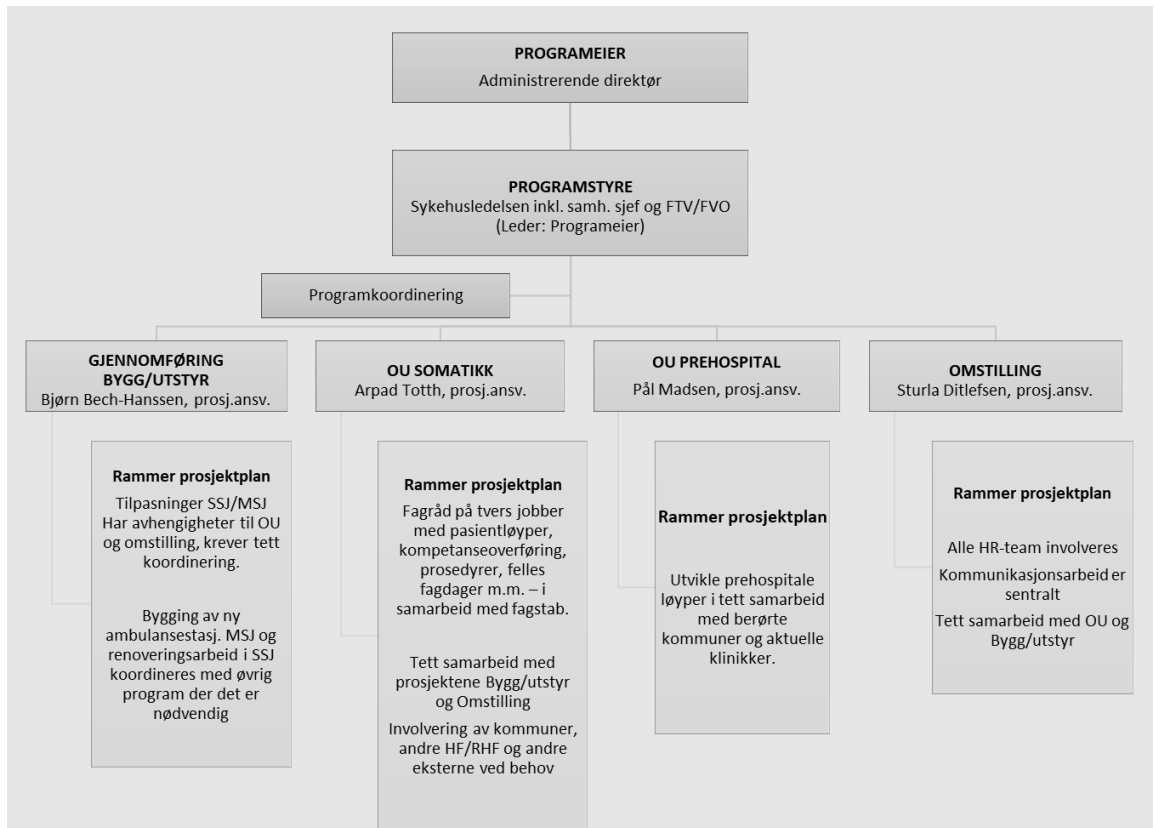 PROGRAMEIER
Administrerende direktør
PROGRAMSTYRE
Sykehusledelsen inkl. samh. sjef og FTV/FVO
(Leder: Programeier)
Programkoordinering
GJENNOMFØRING
BYGG/UTSTYR
Bjørn Bech-Hanssen, prosj.ansv.
Rammer prosjektplan
Tilpasninger SSJ/MSJ
Har avhengigheter til OU
og omstilling, krever tett
koordinering.
Bygging av ny
ambulansestasj. MSJ og
renoveringsarbeid i SSJ
koordineres med øvrig
program der det er
nødvendig
OU SOMATIKK
Arpad Totth, prosj.ansv.
Rammer prosjektplan
Fagråd på tvers jobber
med pasientløyper,
kompetanseoverføring,
prosedyrer, felles
fagdager m.m. – i
samarbeid med fagstab.
Tett samarbeid med
prosjektene Bygg/utstyr
og Omstilling
Involvering av kommuner,
andre HF/RHF og andre
eksterne ved behov
OU PREHOSPITAL
Pål Madsen, prosj.ansv.
Rammer prosjektplan
Utvikle prehospitale
løyper i tett samarbeid
med berørte
kommuner og aktuelle
klinikker.
OMSTILLING
Sturla Ditlefsen, prosj.ansv.
Rammer prosjektplan
Alle HR-team involveres
Kommunikasjonsarbeid er
sentralt
Tett samarbeid med OU og
Bygg/utstyr